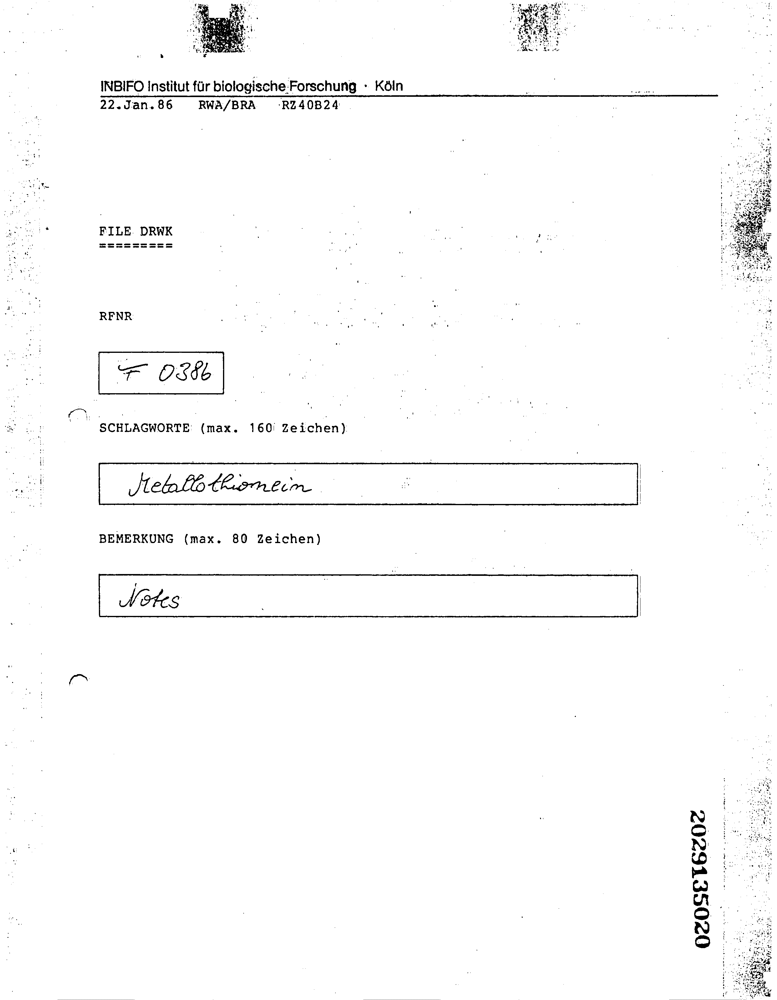 INBIFO Institut für biologische Forschung · Köln
22.Jan.86 RWA/BRA RZ40B24
FILE DRWK
=========
RFNR
F 0386
SCHLAGWORTE (max. 160 Zeichen)
Metallothionein
BEMERKUNG (max. 80 Zeichen)
Notes
2029135020